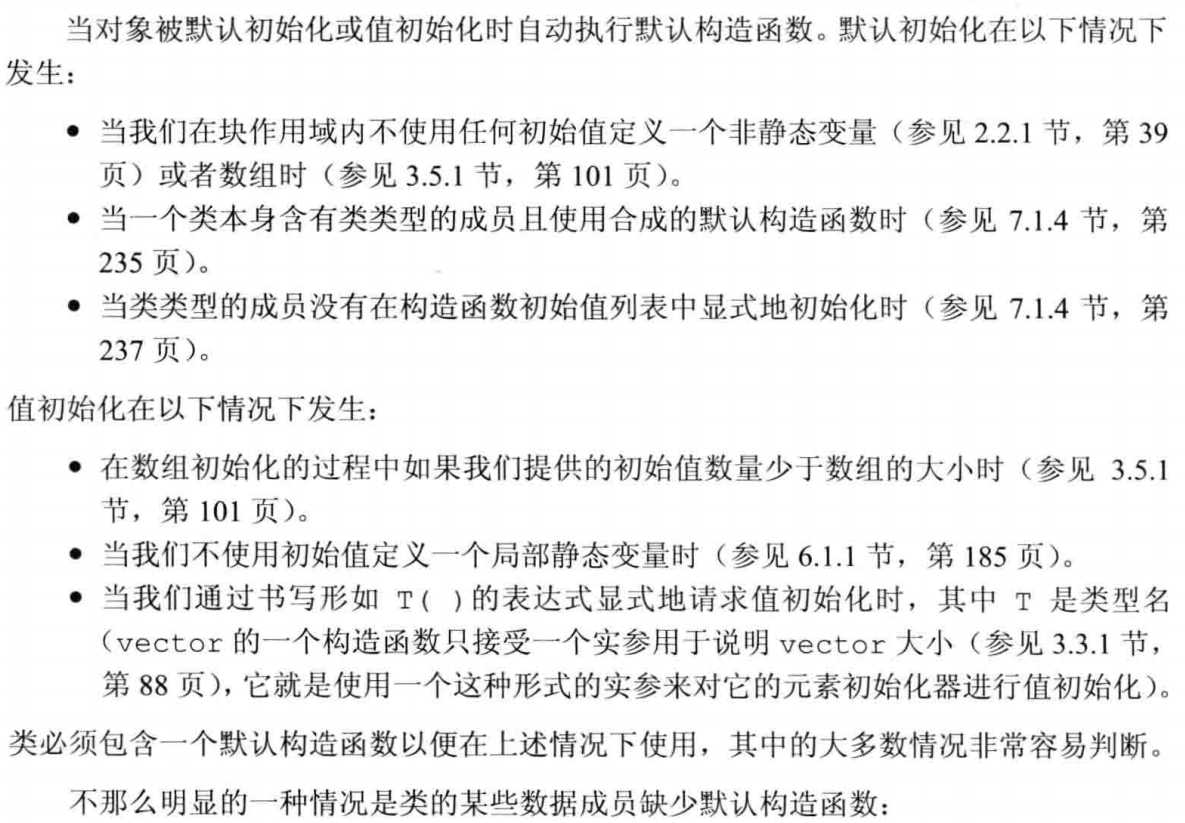 当对象被默认初始化或值初始化时自动执行默认构造函数。默认初始化在以下情况下
发生：
● 当我们在块作用域内不使用任何初始值定义一个非静态变量（参见 2.2.1 节，第 39
页）或者数组时（参见 3.5.1 节，第 101 页）。
● 当一个类本身含有类类型的成员且使用合成的默认构造函数时（参见 7.1.4 节，第
235 页）。
● 当类类型的成员没有在构造函数初始值列表中显式地初始化时（参见 7.1.4 节，第
237 页）。
值初始化在以下情况下发生：
● 在数组初始化的过程中如果我们提供的初始值数量少于数组的大小时（参见 3.5.1
节，第 101 页）。
● 当我们不使用初始值定义一个局部静态变量时（参见 6.1.1 节，第 185 页）。
● 当我们通过书写形如 T( )的表达式显式地请求值初始化时，其中 T 是类型名
（vector 的一个构造函数只接受一个实参用于说明 vector 大小（参见 3.3.1 节，
第 88 页），它就是使用一个这种形式的实参来对它的元素初始化器进行值初始化）。
类必须包含一个默认构造函数以便在上述情况下使用，其中的大多数情况非常容易判断。
不那么明显的一种情况是类的某些数据成员缺少默认构造函数：